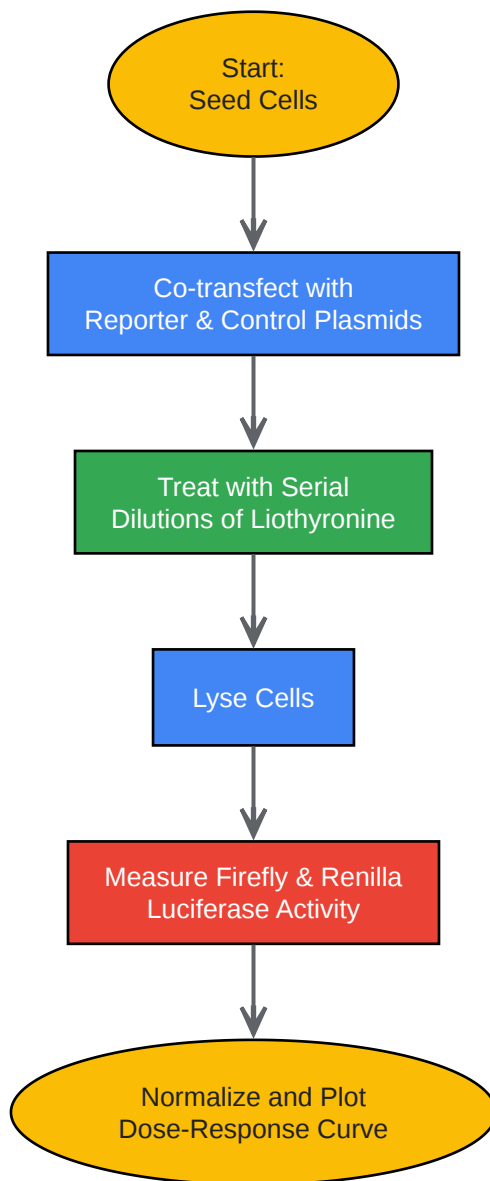 Start:
Seed Cells
Co-transfect with
Reporter & Control Plasmids
Treat with Serial
Dilutions of Liothyronine
Lyse Cells
Measure Firefly & Renilla
Luciferase Activity
Normalize and Plot
Dose-Response Curve